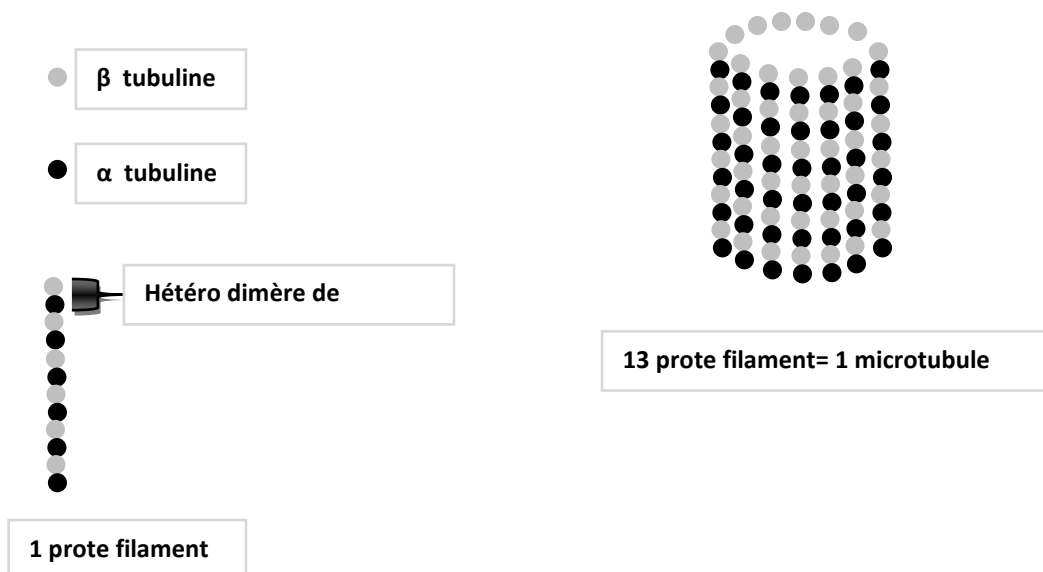 β tubuline
α tubuline
Hétéro dimère de
13 prote filament= 1 microtubule
1 prote filament